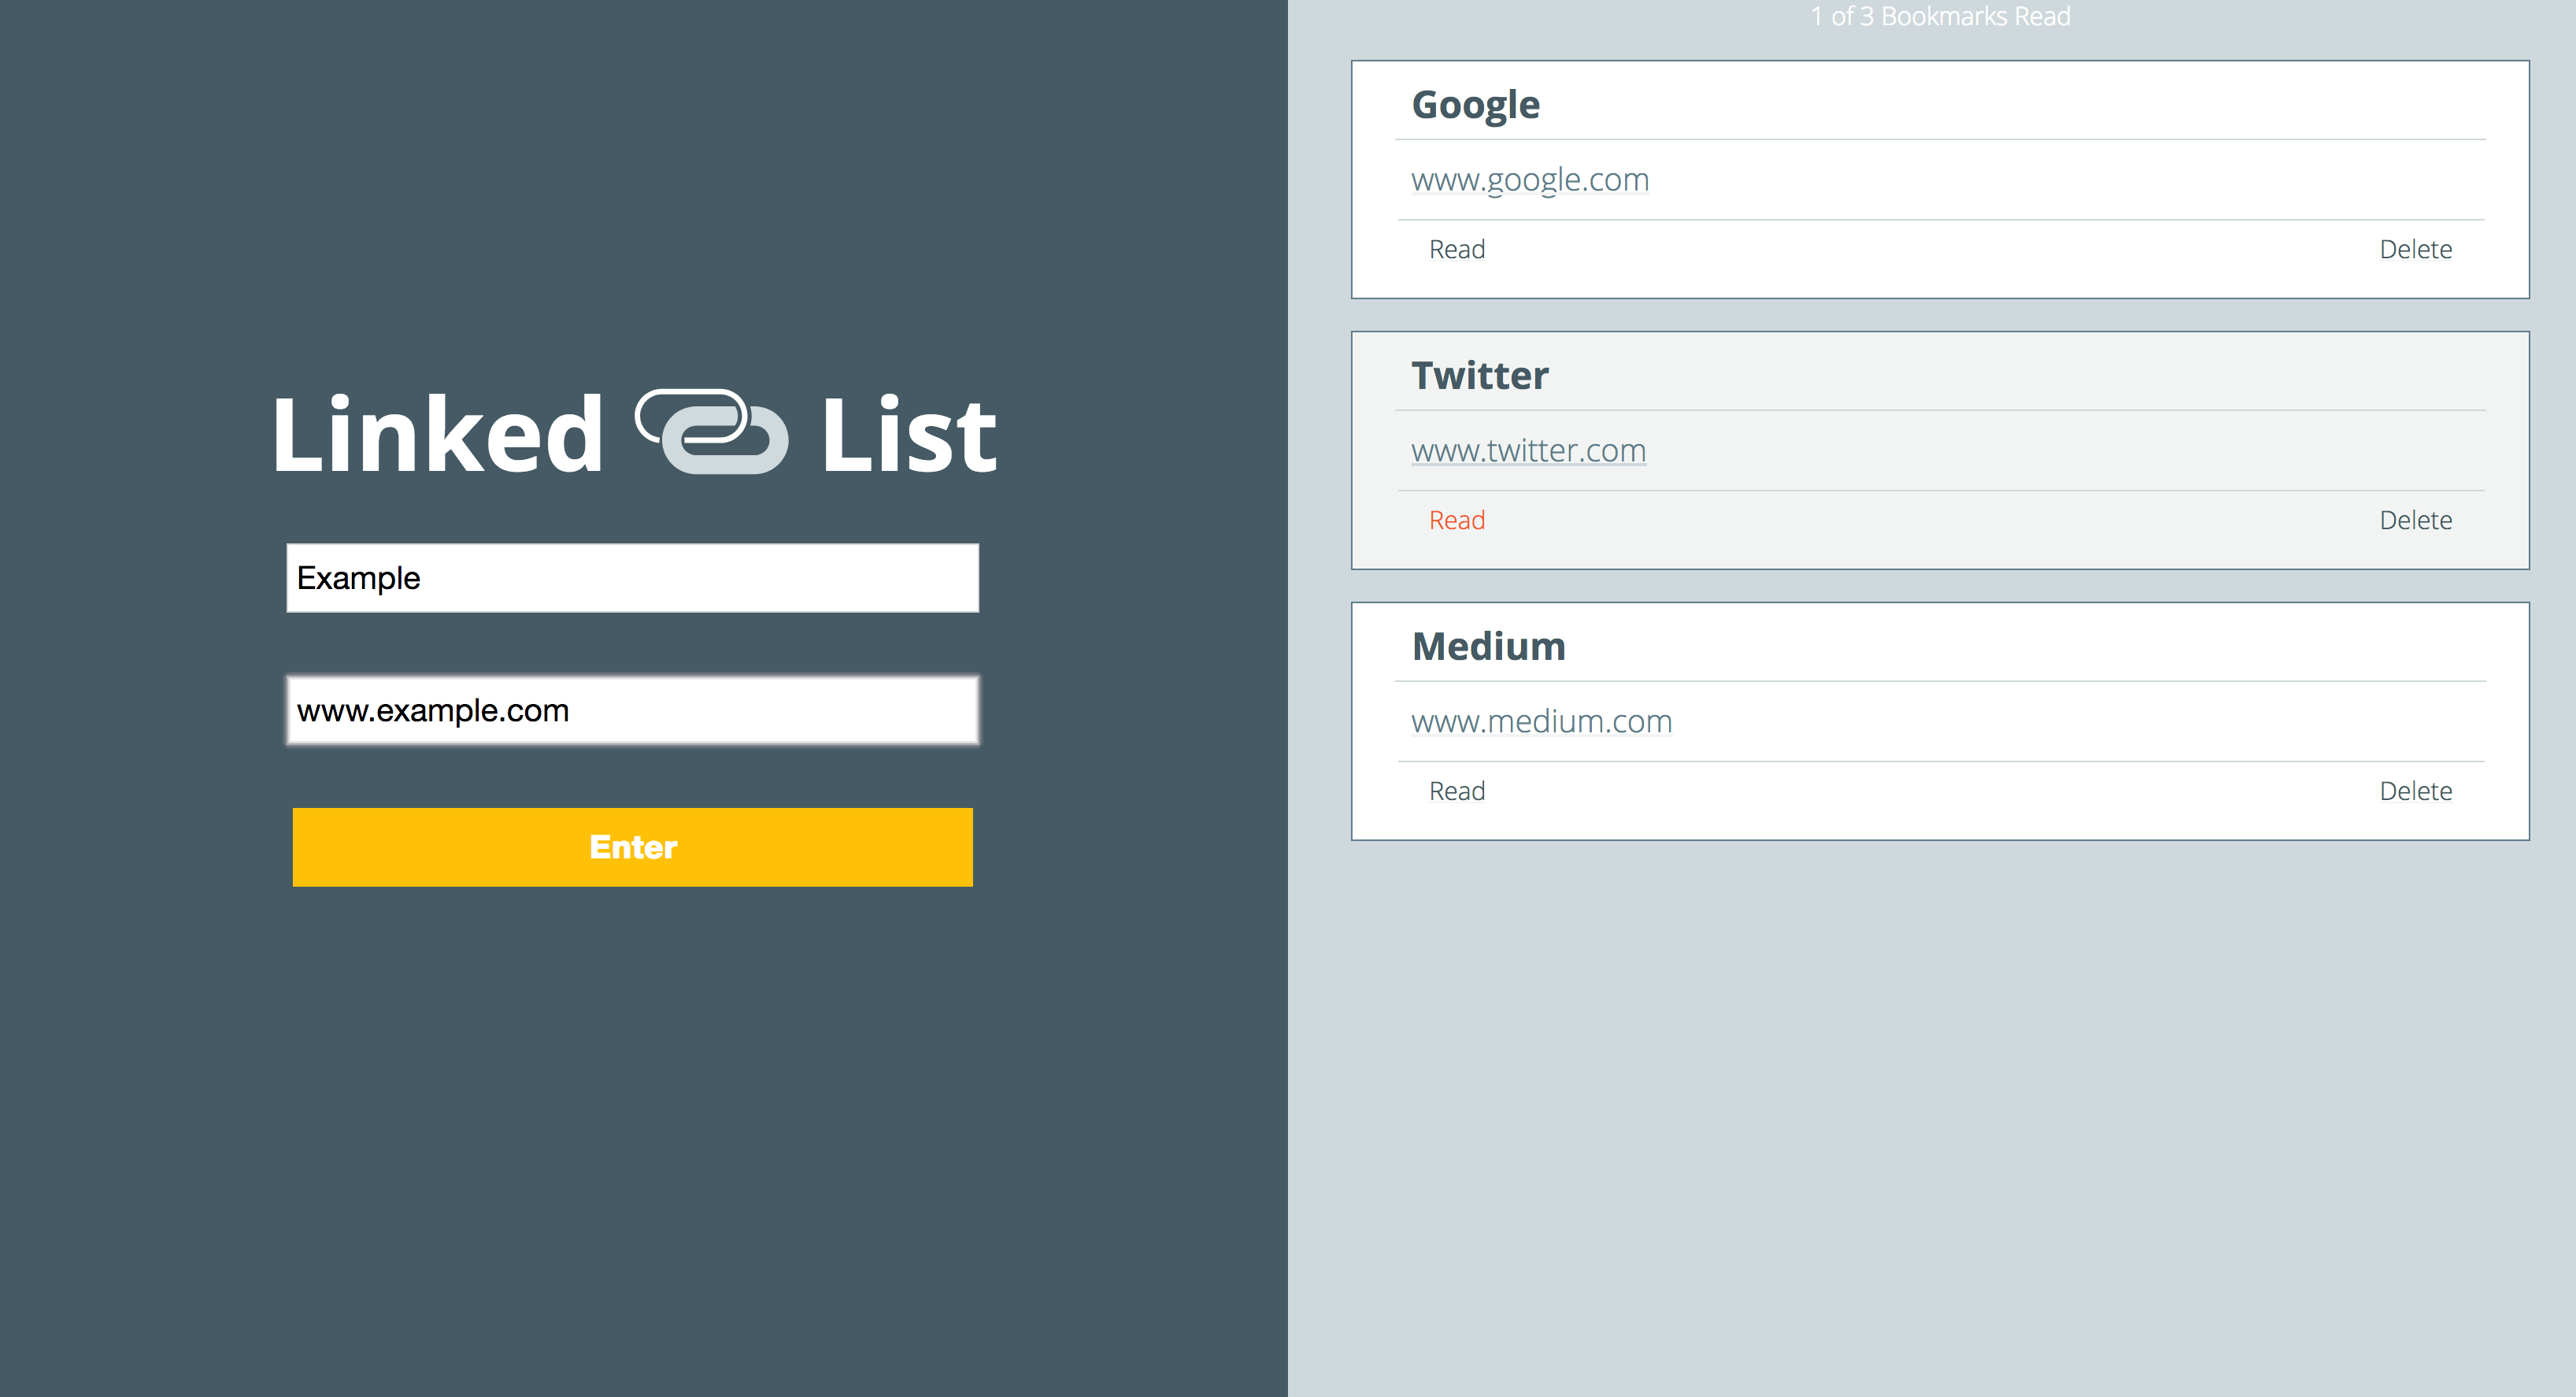 Linked List
Example
www.example.com
Enter
1 of 3 Bookmarks Read
Google
www.google.com
Read Delete
Twitter
www.twitter.com
Read Delete
Medium
www.medium.com
Read Delete